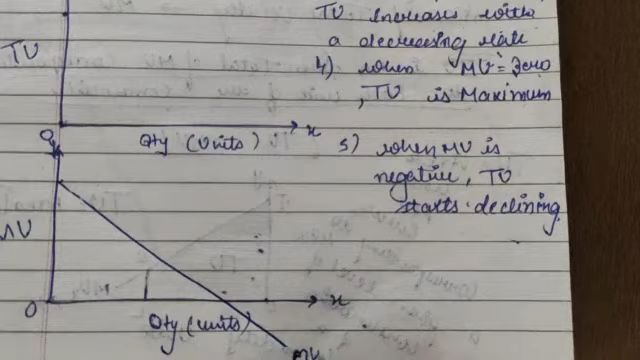 TU increases with
a decreasing rate
4) when MU = Zero
, TU is Maximum
5) when MU is
negative, TU
starts declining.
TU
O
Qty (Units)
x
y
MU
O
Qty. (units)
x
MU